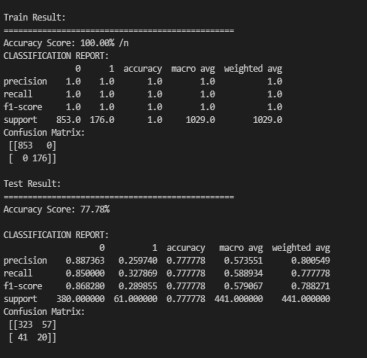 Train Result:
================================================
Accuracy Score: 100.00% /n
CLASSIFICATION REPORT:
0 1 accuracy macro avg weighted avg
precision 1.0 1.0 1.0 1.0 1.0
recall 1.0 1.0 1.0 1.0 1.0
f1-score 1.0 1.0 1.0 1.0 1.0
support 853.0 176.0 1.0 1029.0 1029.0
Confusion Matrix:
[[853 0]
[ 0 176]]
Test Result:
================================================
Accuracy Score: 77.78%
CLASSIFICATION REPORT:
0 1 accuracy macro avg weighted avg
precision 0.887363 0.259740 0.777778 0.573551 0.800549
recall 0.850000 0.327869 0.777778 0.588934 0.777778
f1-score 0.868280 0.289855 0.777778 0.579067 0.788271
support 380.000000 61.000000 0.777778 441.000000 441.000000
Confusion Matrix:
[[323 57]
[ 41 20]]